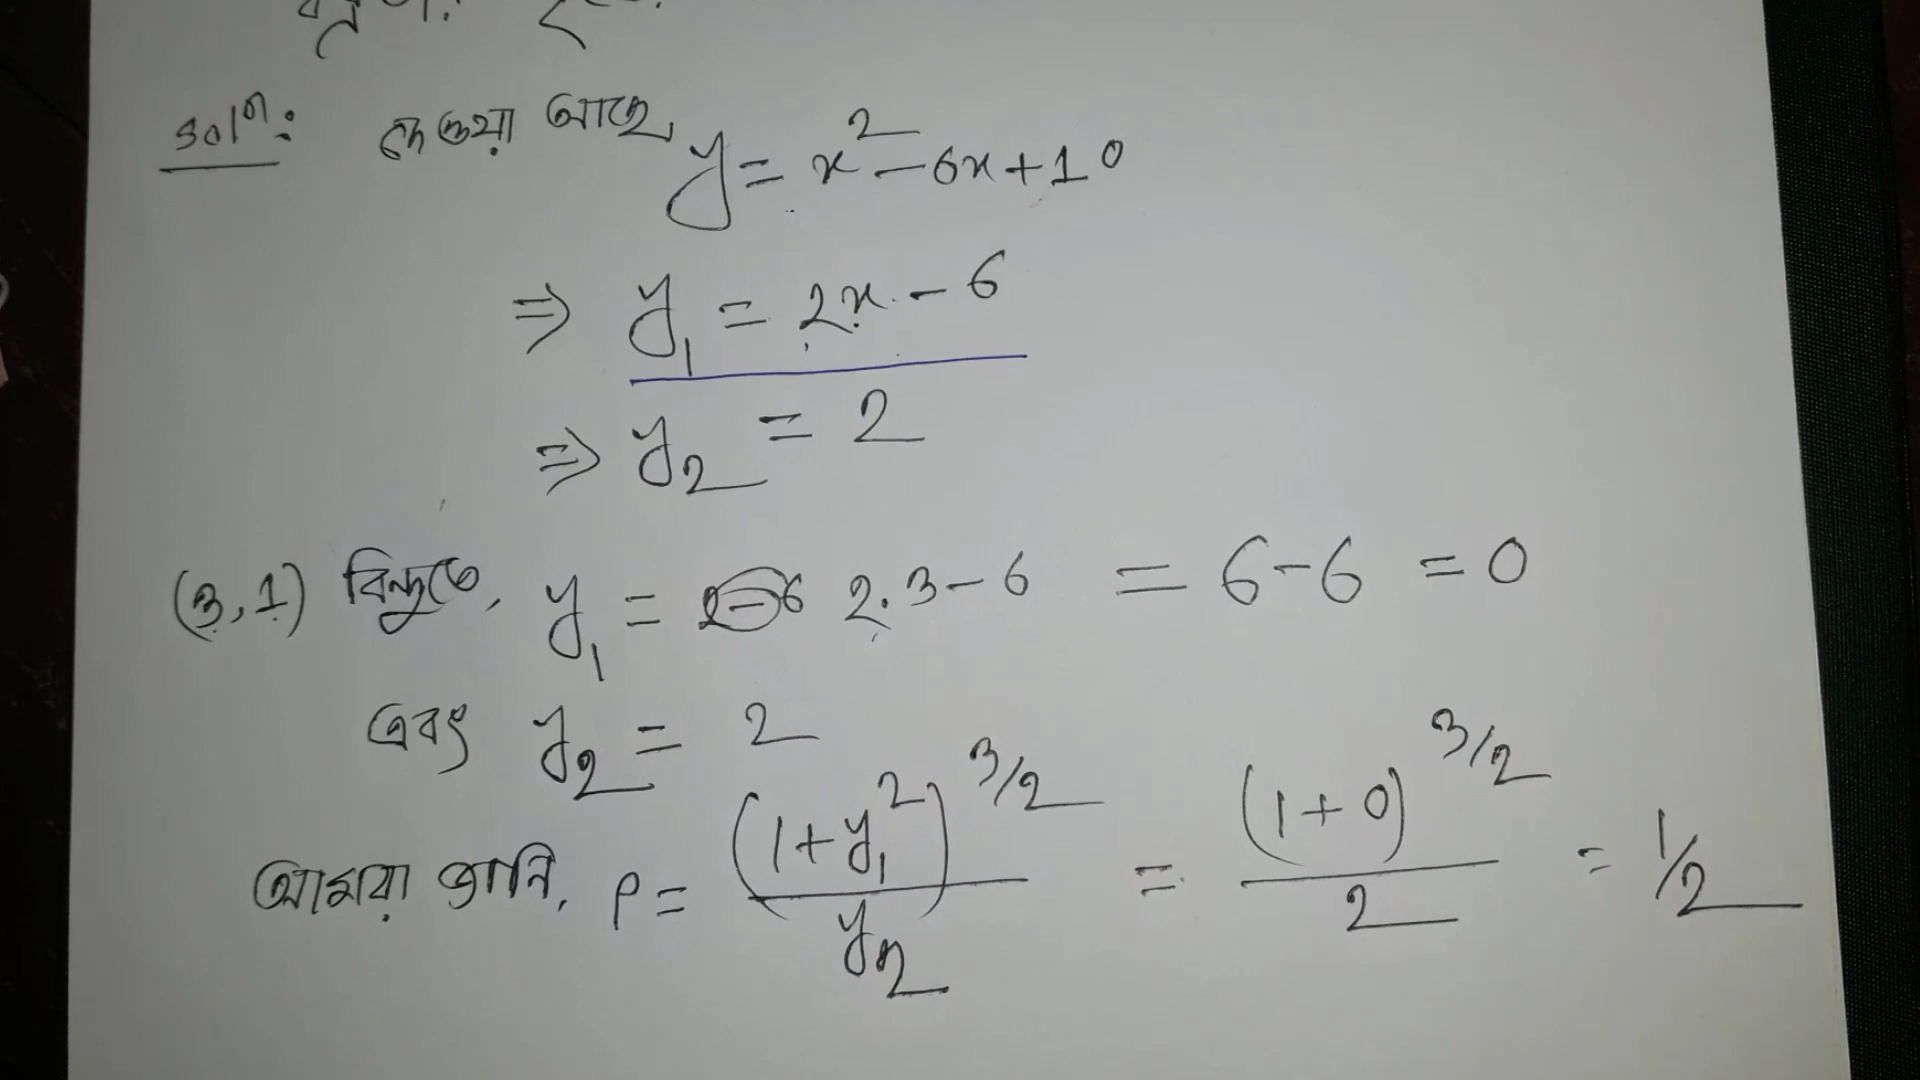 Solⁿ: দেওয়া আছে, y = x² - 6x + 10
⇒ y₁ = 2x - 6
⇒ y₂ = 2
(3, 1) বিন্দুতে, y₁ = 2.3 - 6 = 6 - 6 = 0
এবং y₂ = 2
আমরা জানি, ρ = (1 + y₁²)^3/2 / y₂ = (1 + 0)^3/2 / 2 = 1/2